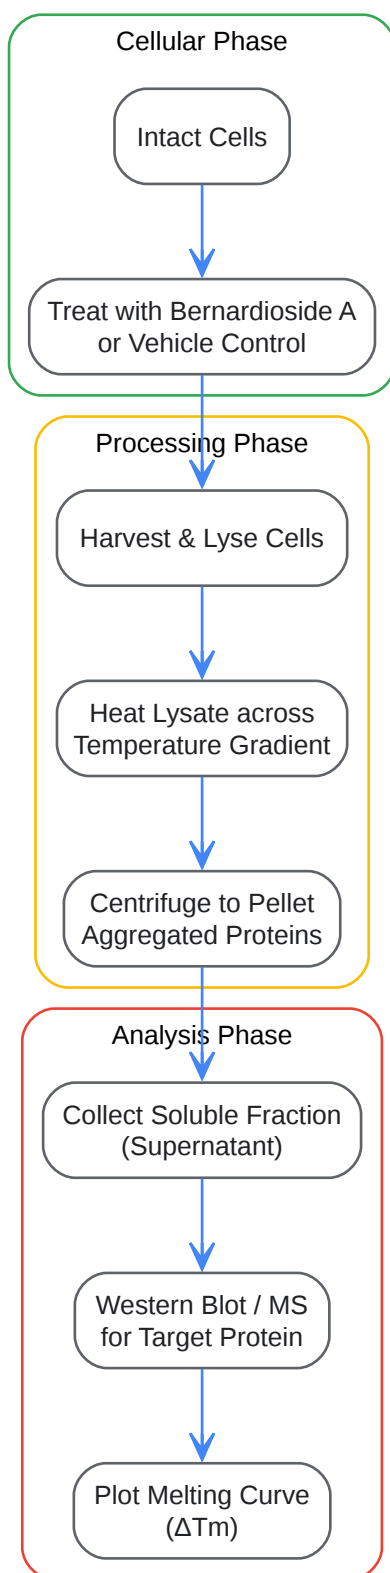 Cellular Phase
Intact Cells
Treat with Bernardioside A
or Vehicle Control
Processing Phase
Harvest & Lyse Cells
Heat Lysate across
Temperature Gradient
Centrifuge to Pellet
Aggregated Proteins
Analysis Phase
Collect Soluble Fraction
(Supernatant)
Western Blot / MS
for Target Protein
Plot Melting Curve
(ΔTm)